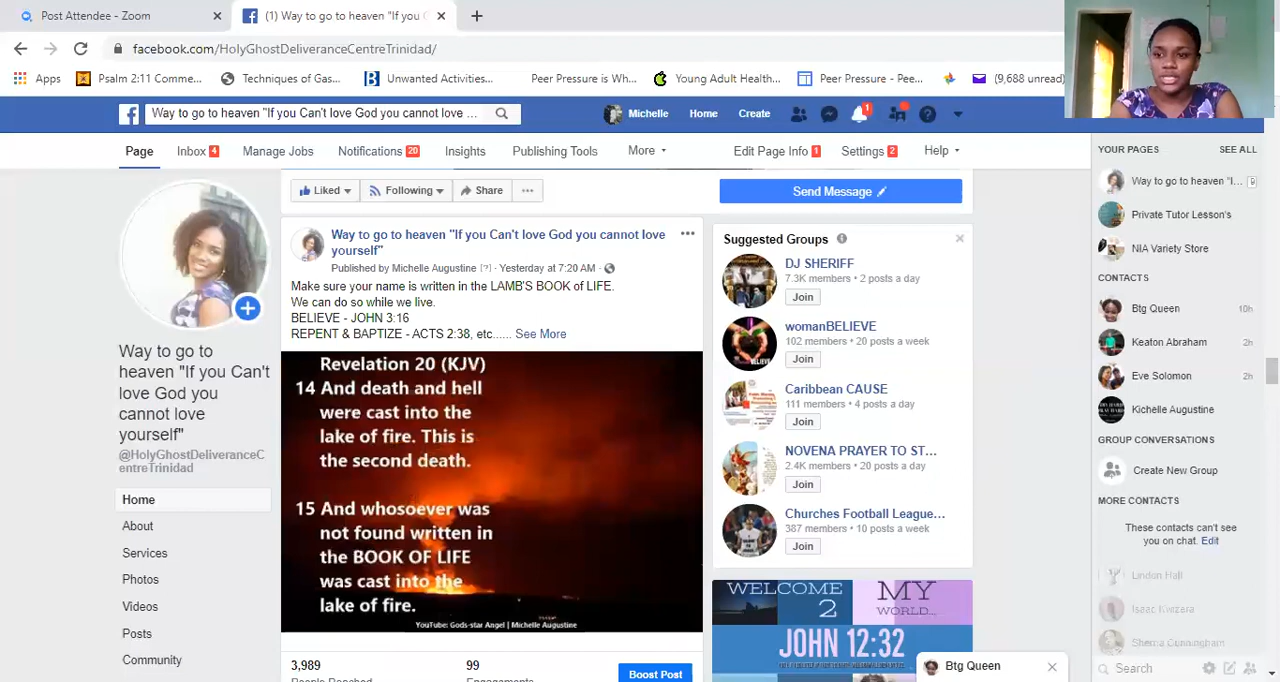 Post Attendee - Zoom
(1) Way to go to heaven "If you C
facebook.com/HolyGhostDeliveranceCentreTrinidad/
Apps
Psalm 2:11 Comme...
Techniques of Gas...
Unwanted Activities...
Peer Pressure is Wh...
Young Adult Health...
Peer Pressure - Pee...
(9,688 unread)
Way to go to heaven "If you Can't love God you cannot love ...
Michelle
Home
Create
1
Page
Inbox 4
Manage Jobs
Notifications 20
Insights
Publishing Tools
More
Edit Page Info 1
Settings 2
Help
Way to go to
heaven "If you Can't
love God you
cannot love
yourself"
@HolyGhostDeliveranceC
entreTrinidad
Home
About
Services
Photos
Videos
Posts
Community
Liked
Following
Share
Send Message
Way to go to heaven "If you Can't love God you cannot love
yourself"
Published by Michelle Augustine [?] · Yesterday at 7:20 AM ·
Make sure your name is written in the LAMB'S BOOK of LIFE.
We can do so while we live.
BELIEVE - JOHN 3:16
REPENT & BAPTIZE - ACTS 2:38, etc...... See More
Revelation 20 (KJV)
14 And death and hell
were cast into the
lake of fire. This is
the second death.
15 And whosoever was
not found written in
the BOOK OF LIFE
was cast into the
lake of fire.
YouTube: Gods-star Angel | Michelle Augustine
3,989
People Reached
99
Engagements
Boost Post
Suggested Groups
DJ SHERIFF
7.3K members • 2 posts a day
Join
womanBELIEVE
102 members • 20 posts a week
Join
Caribbean CAUSE
111 members • 4 posts a day
Join
NOVENA PRAYER TO ST...
2.4K members • 20 posts a week
Join
Churches Football League...
387 members • 10 posts a week
Join
WELCOME
2
MY
WORLD...
JOHN 12:32
YOUR PAGES
SEE ALL
Way to go to heaven "I... 9
Private Tutor Lesson's
NIA Variety Store
CONTACTS
Btg Queen 10h
Keaton Abraham 2h
Eve Solomon 2h
Kichelle Augustine
GROUP CONVERSATIONS
Create New Group
MORE CONTACTS
These contacts can't see
you on chat. Edit
Lindon Hall
Isaac Kwizera
Sherma Cunningham
Search
Btg Queen